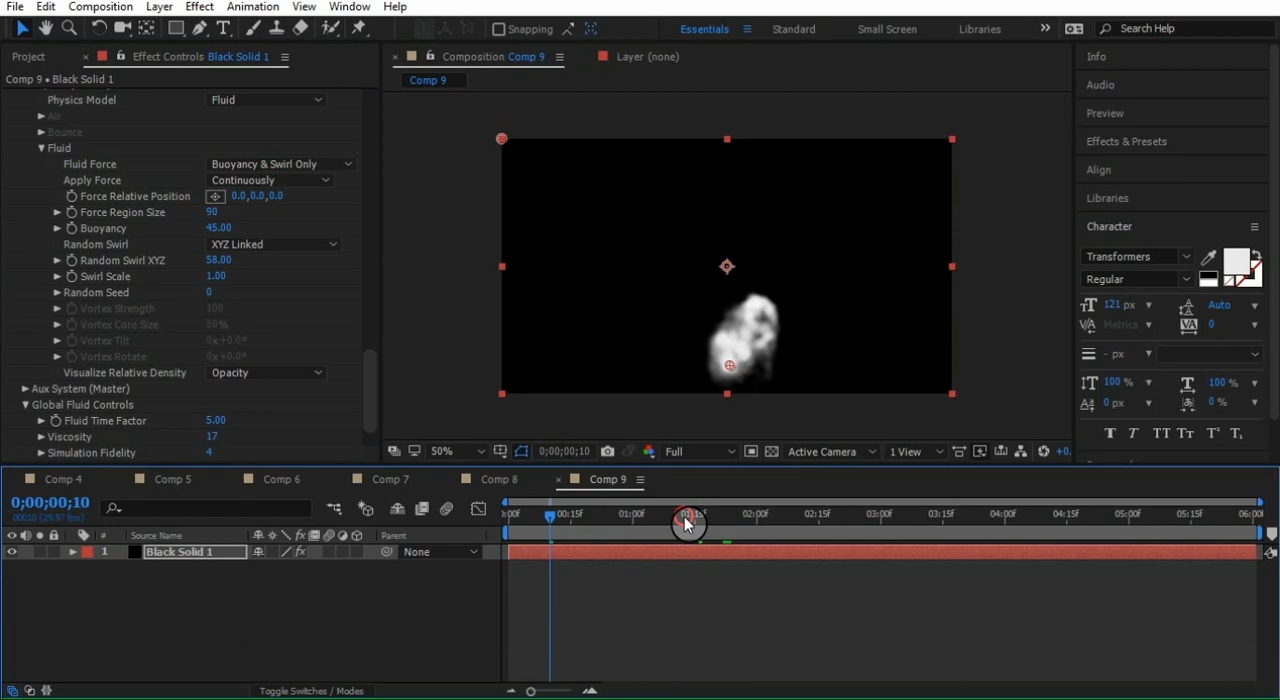 File Edit Composition Layer Effect Animation View Window Help
Snapping Essentials Standard Small Screen Libraries Search Help
Project Effect Controls Black Solid 1 Composition Comp 9 Layer (none) Info
Comp 9 • Black Solid 1 Comp 9 Audio
Physics Model Fluid
Air Preview
Bounce
Fluid Effects & Presets
Fluid Force Buoyancy & Swirl Only
Apply Force Continuously Align
Force Relative Position 0.0,0.0,0.0 Libraries
Force Region Size 90
Buoyancy 45.00 Character
Random Swirl XYZ Linked
Random Swirl XYZ 58.00 Transformers
Swirl Scale 1.00 Regular
Random Seed 0
Vortex Strength 100 121 px Auto
Vortex Core Size 50% Metrics 0
Vortex Tilt 0x +0.0°
Vortex Rotate 0x +0.0° - px
Visualize Relative Density Opacity
Aux System (Master) 100 % 100 %
Global Fluid Controls 0 px 0 %
Fluid Time Factor 5.00
Viscosity 17 T T TT Tт T¹ T₁
Simulation Fidelity 4 50% 0;00;00;10 Full Active Camera 1 View +0.
Comp 4 Comp 5 Comp 6 Comp 7 Comp 8 Comp 9
0;00;00;10
00010 (29.97 fps) :00f 00:15f 01:00f 02:00f 02:15f 03:00f 03:15f 04:00f 04:15f 05:00f 05:15f 06:00f
# Source Name Parent
1 Black Solid 1 None
Toggle Switches / Modes